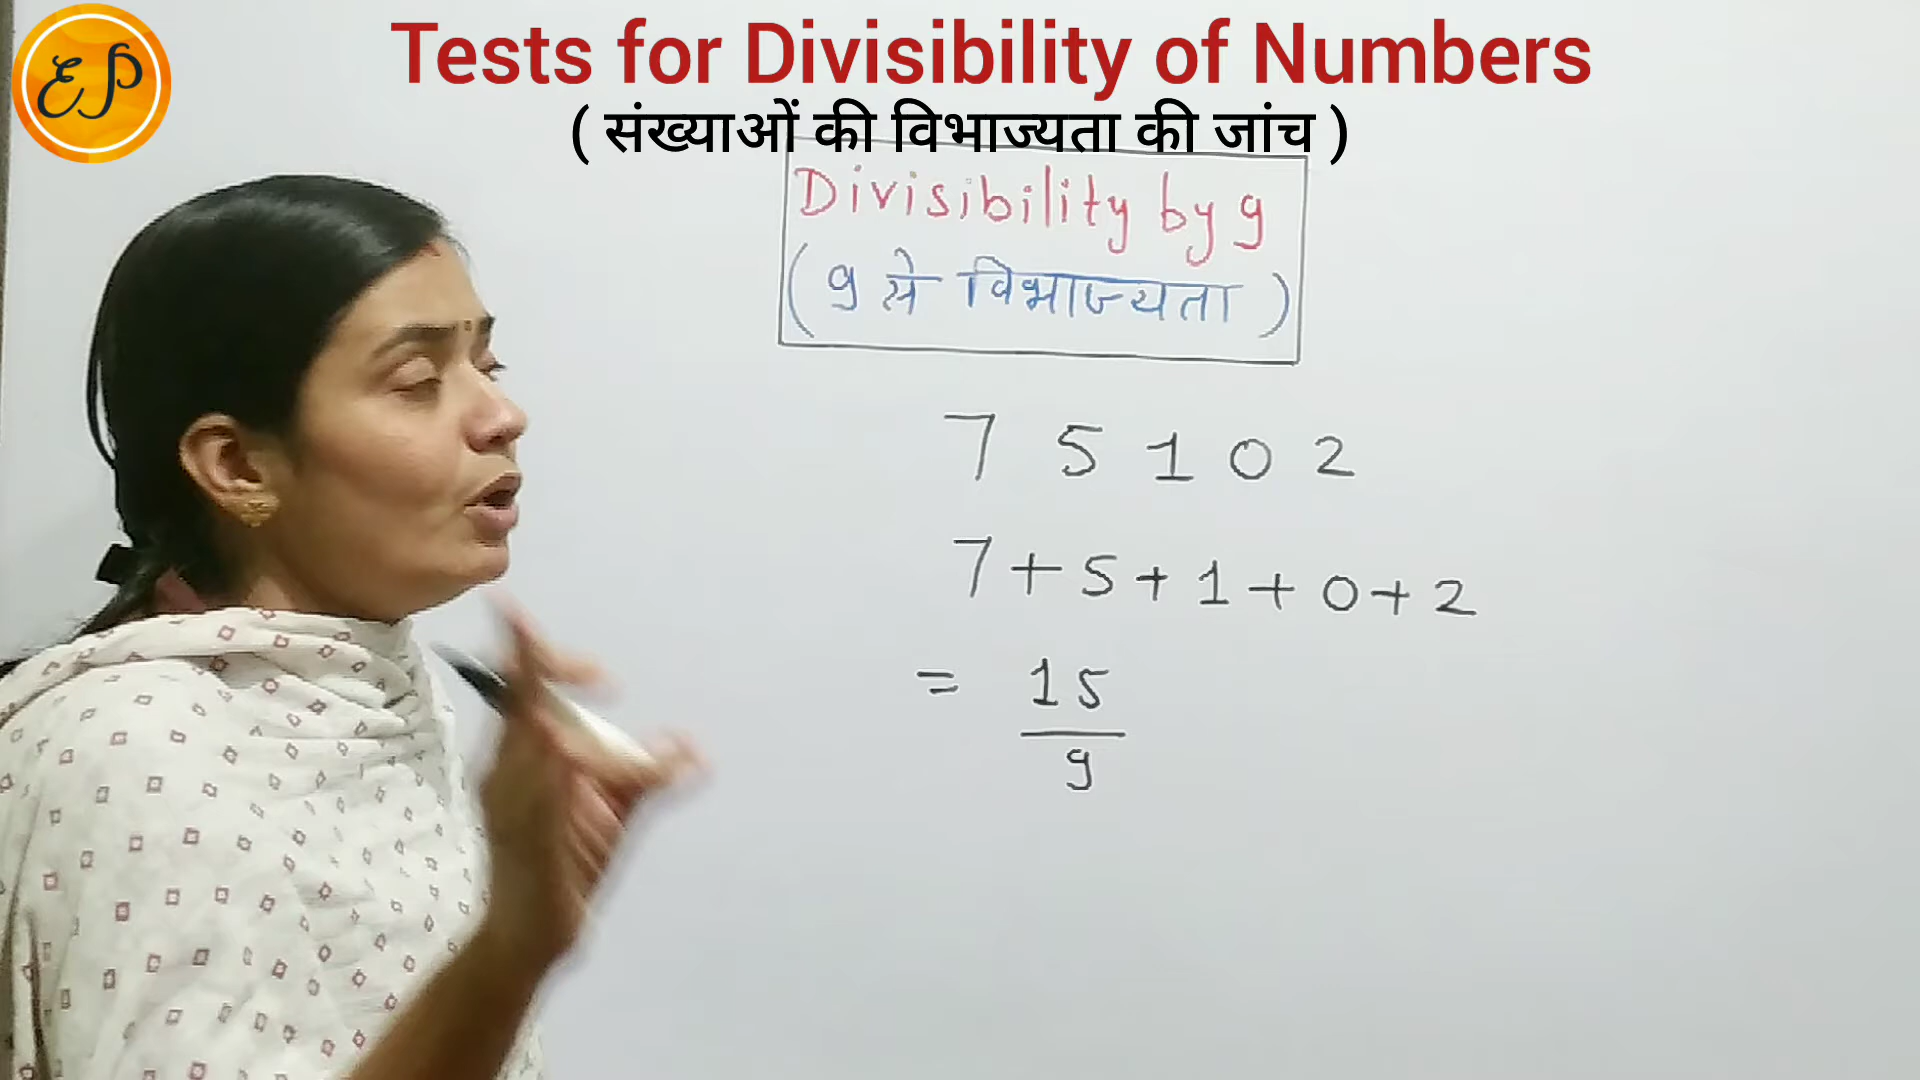 EP
Tests for Divisibility of Numbers
( संख्याओं की विभाज्यता की जांच )
Divisibility by 9
( 9 से विभाज्यता )
7 5 1 0 2
7 + 5 + 1 + 0 + 2
= 15
9